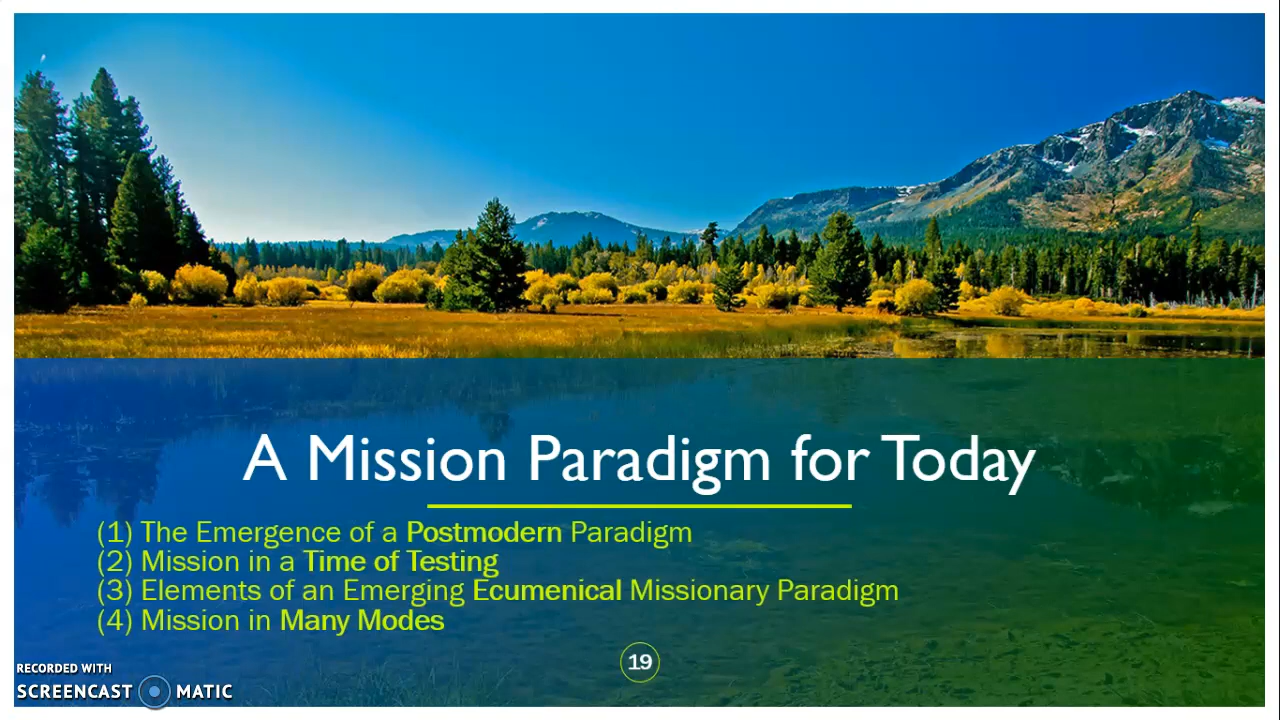 A Mission Paradigm for Today
(1) The Emergence of a Postmodern Paradigm
(2) Mission in a Time of Testing
(3) Elements of an Emerging Ecumenical Missionary Paradigm
(4) Mission in Many Modes
19
RECORDED WITH
SCREENCAST MATIC